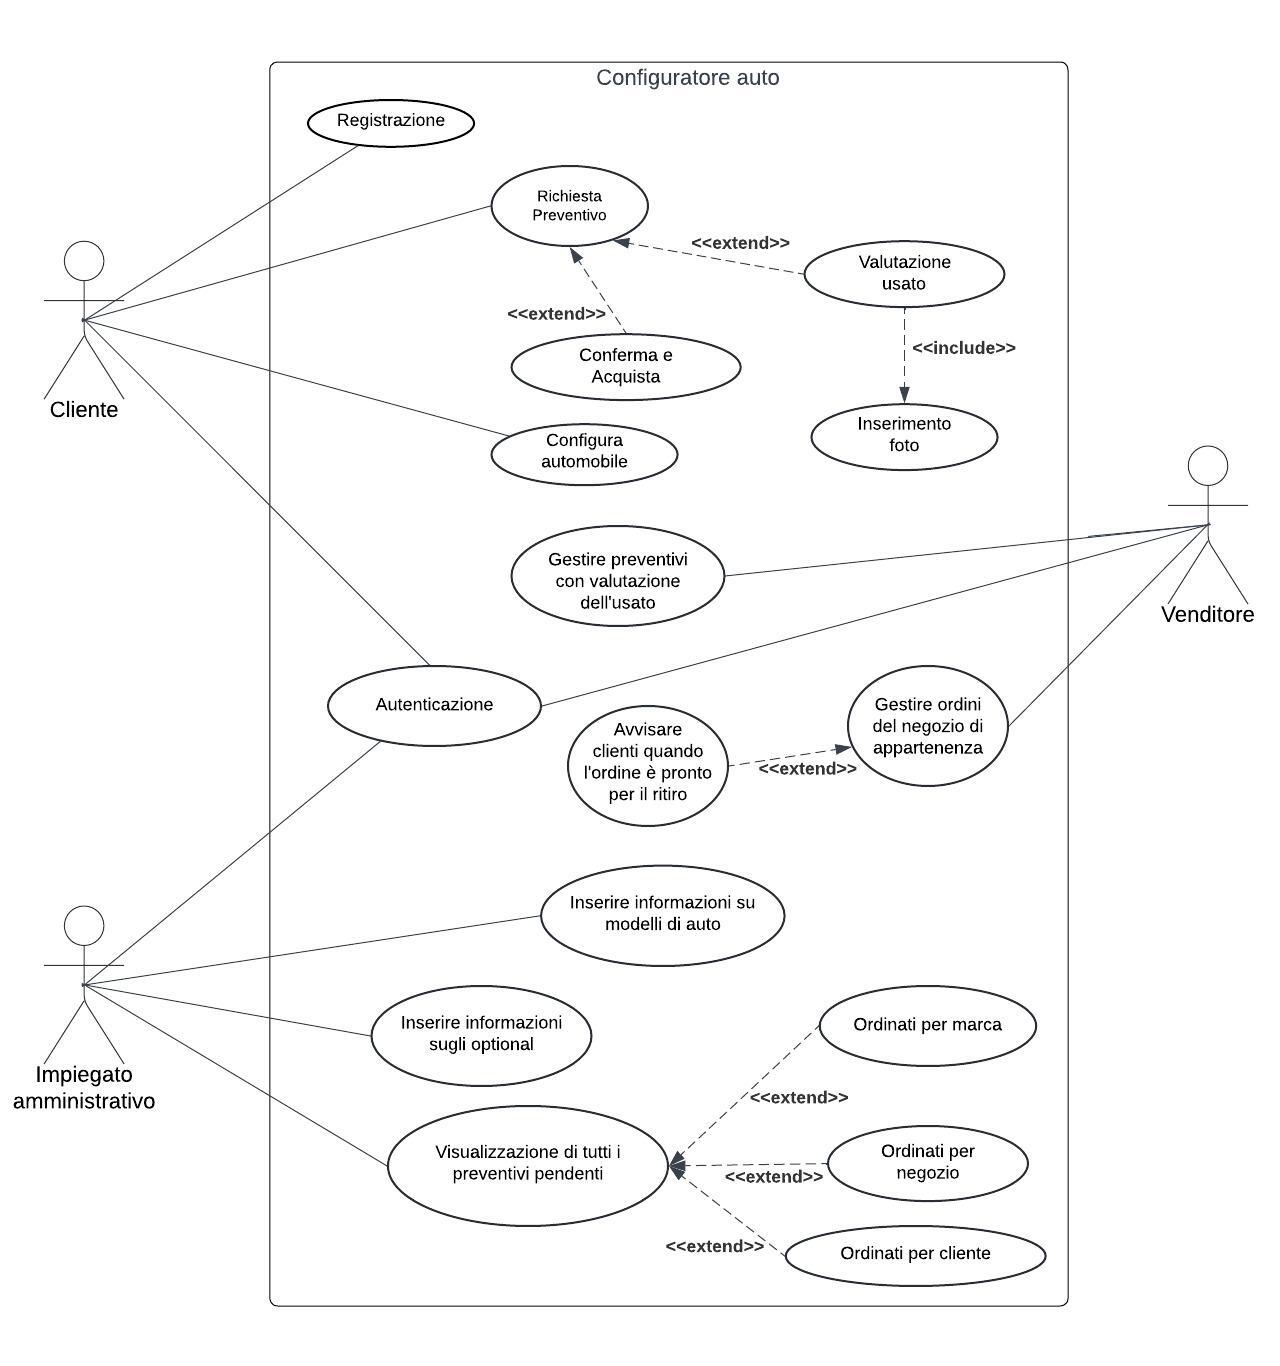 Configuratore auto
Registrazione
Richiesta
Preventivo
<<extend>>
Valutazione
usato
<<extend>>
<<include>>
Conferma e
Acquista
Cliente
Inserimento
foto
Configura
automobile
Gestire preventivi
con valutazione
dell'usato
Venditore
Autenticazione
Gestire ordini
del negozio di
appartenenza
Avvisare
clienti quando
l'ordine è pronto
per il ritiro
<<extend>>
Inserire informazioni su
modelli di auto
Inserire informazioni
sugli optional
Ordinati per marca
Impiegato
amministrativo
<<extend>>
Visualizzazione di tutti i
preventivi pendenti
Ordinati per
negozio
<<extend>>
<<extend>>
Ordinati per cliente